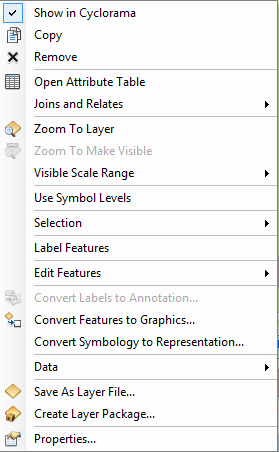 Show in Cyclorama
Copy
Remove
Open Attribute Table
Joins and Relates
Zoom To Layer
Zoom To Make Visible
Visible Scale Range
Use Symbol Levels
Selection
Label Features
Edit Features
Convert Labels to Annotation...
Convert Features to Graphics...
Convert Symbology to Representation...
Data
Save As Layer File...
Create Layer Package...
Properties...